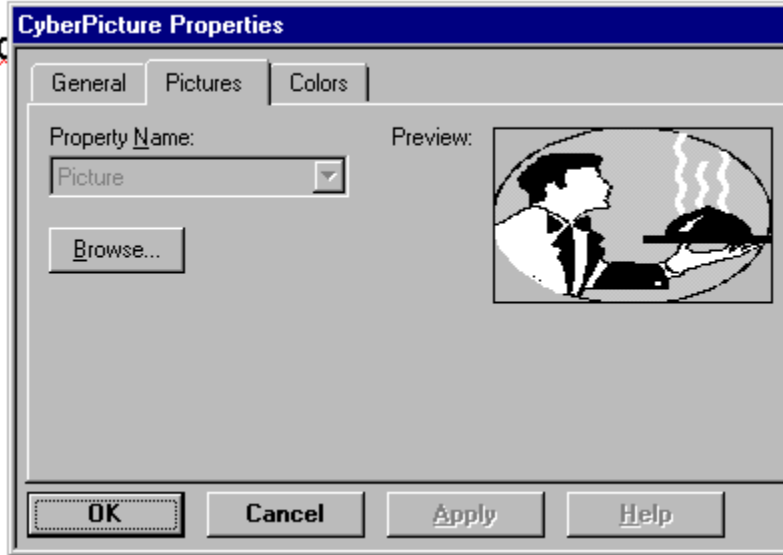 CyberPicture Properties
General Pictures Colors
Property Name: Preview:
Picture
Browse...
OK Cancel Apply Help